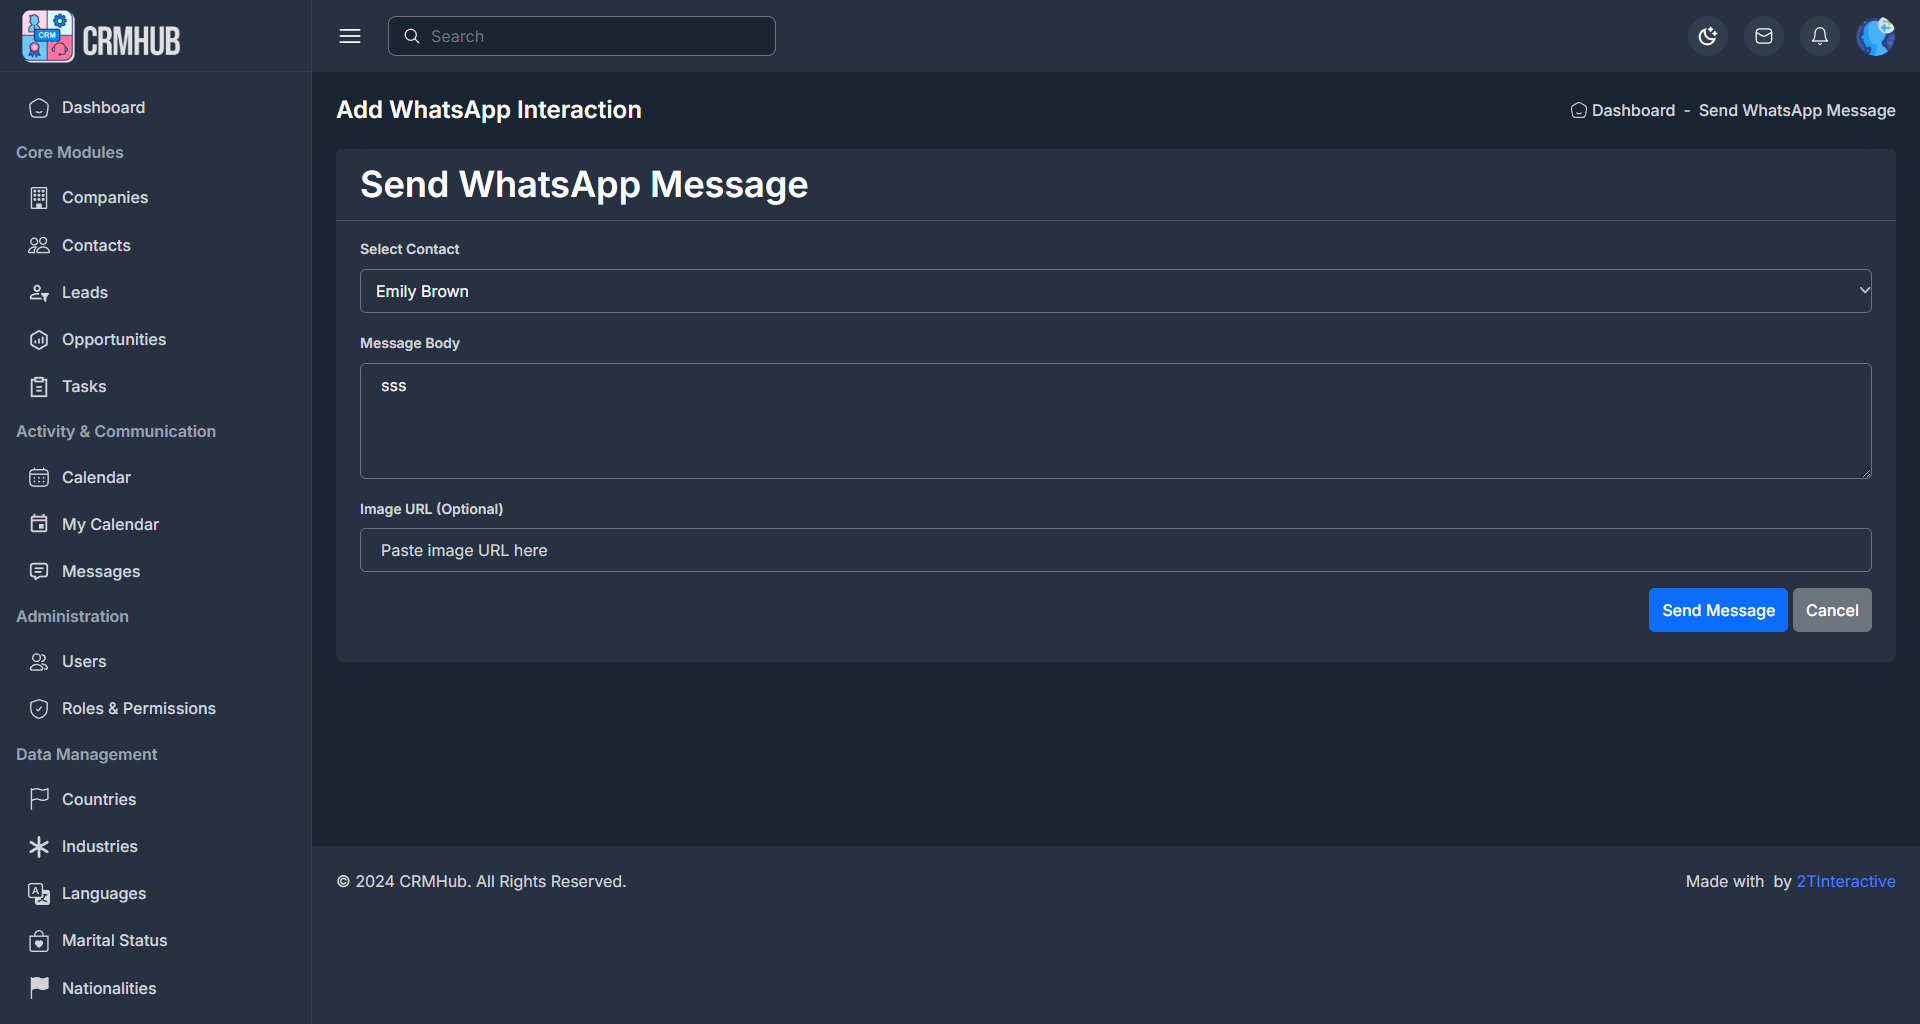 CRM
CRMHUB
Search
Dashboard
Core Modules
Companies
Contacts
Leads
Opportunities
Tasks
Activity & Communication
Calendar
My Calendar
Messages
Administration
Users
Roles & Permissions
Data Management
Countries
Industries
Languages
Marital Status
Nationalities
Add WhatsApp Interaction
Dashboard - Send WhatsApp Message
Send WhatsApp Message
Select Contact
Emily Brown
Message Body
sss
Image URL (Optional)
Paste image URL here
Send Message
Cancel
© 2024 CRMHub. All Rights Reserved.
Made with by 2TInteractive